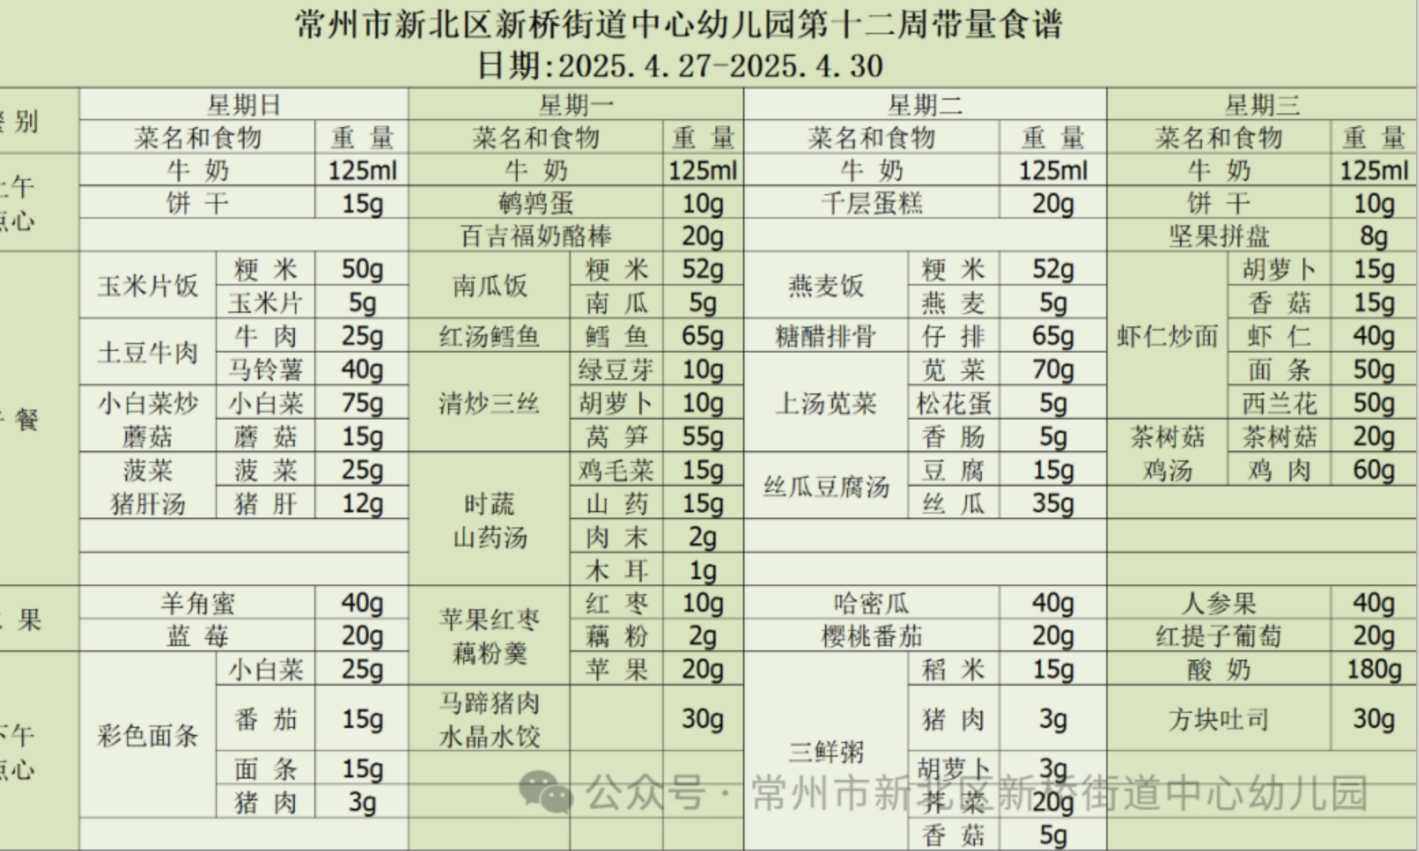 常州市新北区新桥街道中心幼儿园第十二周带量食谱
日期:2025.4.27-2025.4.30
星期日 星期一 星期二 星期三
别 菜名和食物 重 量 菜名和食物 重 量 菜名和食物 重 量 菜名和食物 重 量
上午 牛 奶 125ml 牛 奶 125ml 牛 奶 125ml 牛 奶 125ml
点心 饼 干 15g 鹌鹑蛋 10g 千层蛋糕 20g 饼 干 10g
百吉福奶酪棒 20g 坚果拼盘 8g
玉米片饭 粳 米 50g 南瓜饭 粳 米 52g 燕麦饭 粳 米 52g 虾仁炒面 胡萝卜 15g
玉米片 5g 南 瓜 5g 燕 麦 5g 香 菇 15g
土豆牛肉 牛 肉 25g 红汤鳕鱼 鳕 鱼 65g 糖醋排骨 仔 排 65g 虾 仁 40g
马铃薯 40g 清炒三丝 绿豆芽 10g 上汤苋菜 苋 菜 70g 面 条 50g
餐 小白菜炒 小白菜 75g 胡萝卜 10g 松花蛋 5g 西兰花 50g
蘑菇 蘑 菇 15g 莴 笋 55g 香 肠 5g 茶树菇 茶树菇 20g
菠菜 菠 菜 25g 时蔬 鸡毛菜 15g 丝瓜豆腐汤 豆 腐 15g 鸡汤 鸡 肉 60g
猪肝汤 猪 肝 12g 山药汤 山 药 15g 丝 瓜 35g
肉 末 2g
木 耳 1g
果 羊角蜜 40g 苹果红枣 红 枣 10g 哈密瓜 40g 人参果 40g
蓝 莓 20g 藕粉羹 藕 粉 2g 樱桃番茄 20g 红提子葡萄 20g
彩色面条 小白菜 25g 苹 果 20g 三鲜粥 稻 米 15g 酸 奶 180g
下午 番 茄 15g 马蹄猪肉 30g 猪 肉 3g 方块吐司 30g
水晶水饺
点心 面 条 15g 胡萝卜 3g
猪 肉 3g 荠 菜 20g
香 菇 5g
公众号 · 常州市新北区新桥街道中心幼儿园